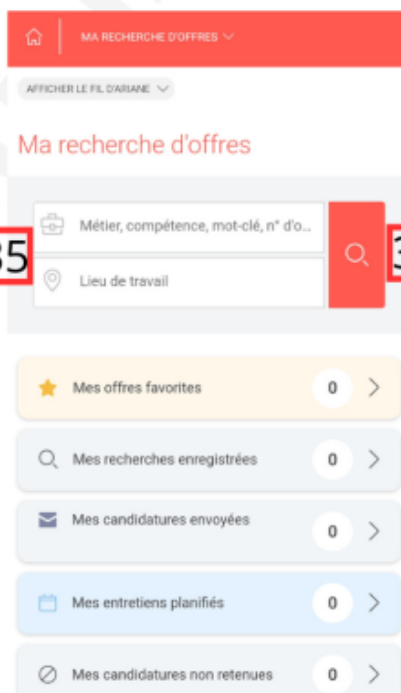 MA RECHERCHE D'OFFRES
AFFICHER LE FIL D'ARIANE
Ma recherche d'offres
Métier, compétence, mot-clé, n° d'o...
35
Lieu de travail
Mes offres favorites 0
Mes recherches enregistrées 0
Mes candidatures envoyées 0
Mes entretiens planifiés 0
Mes candidatures non retenues 0